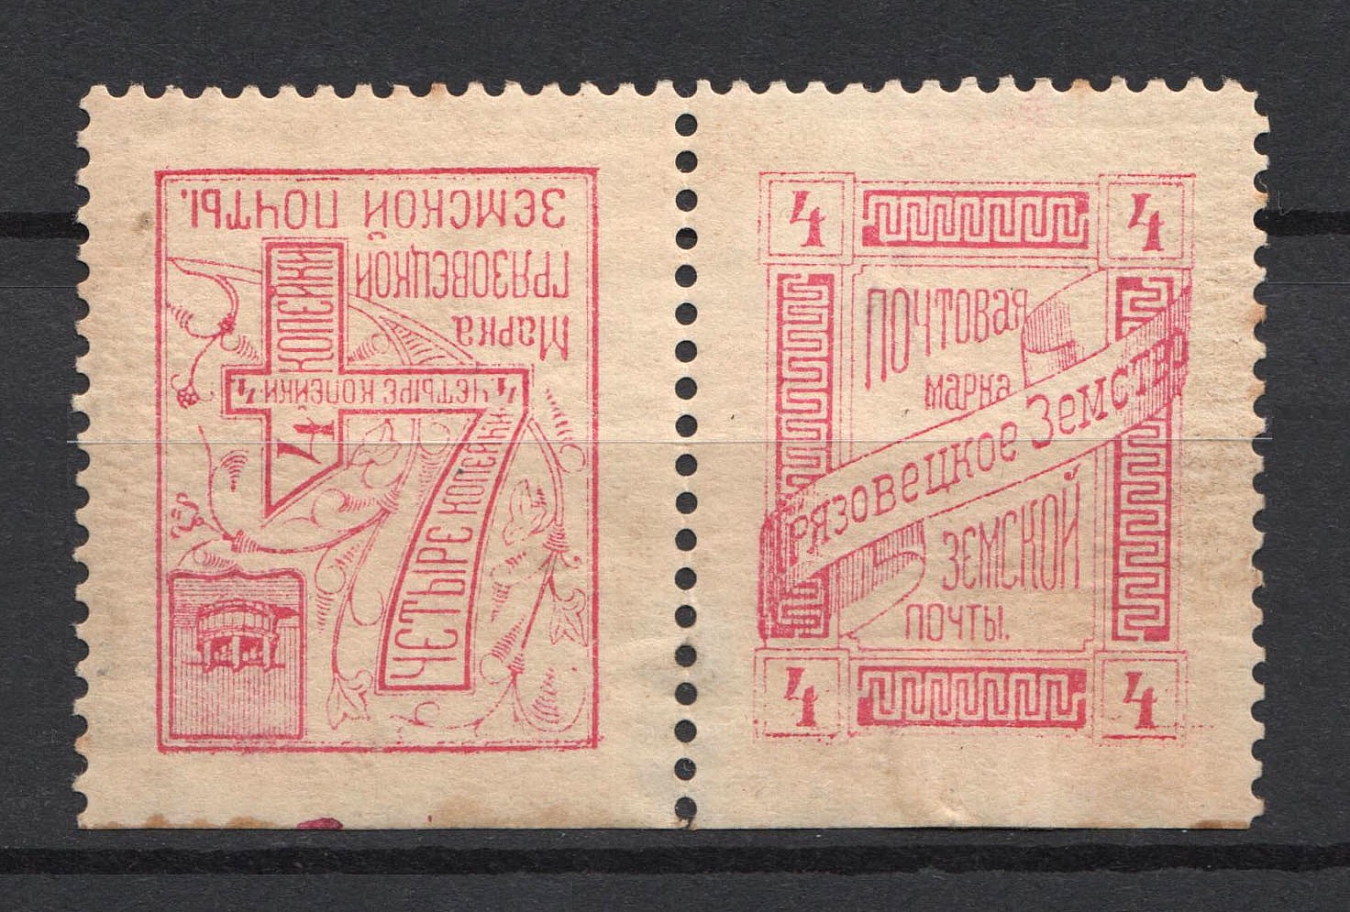 Марка
ГРЯЗОВЕЦКОЙ
ЗЕМСКОЙ ПОЧТЫ.
ЧЕТЫРЕ КОПЕЙКИ
4. ЧЕТЫРЕ КОПЕЙКИ 4.
4 КОПЕЙКИ
4 4
ПОЧТОВАЯ
МАРКА
Грязовецкое Земство
ЗЕМСКОЙ
ПОЧТЫ.
4 4